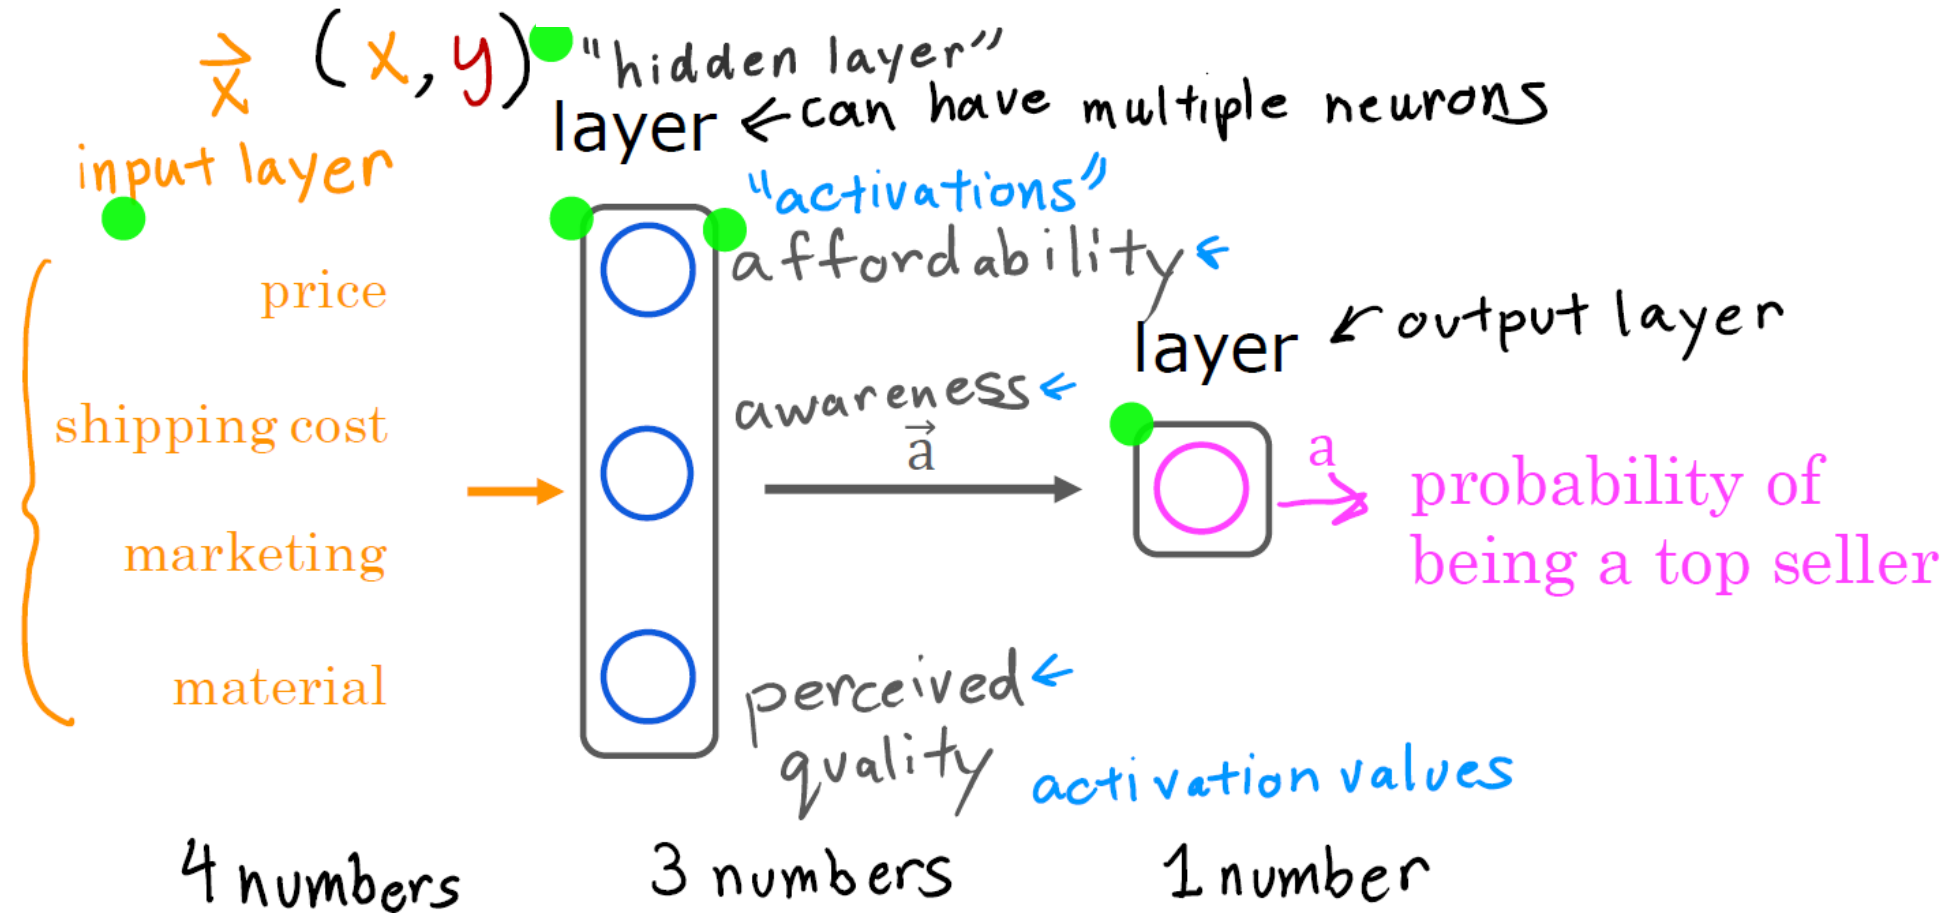 x⃗ (x, y)
"hidden layer"
layer ← can have multiple neurons
input layer
"activations"
affordability ←
price
layer ← output layer
shipping cost
awareness ←
a⃗
a
probability of
being a top seller
marketing
material
perceived ←
quality
activation values
4 numbers
3 numbers
1 number